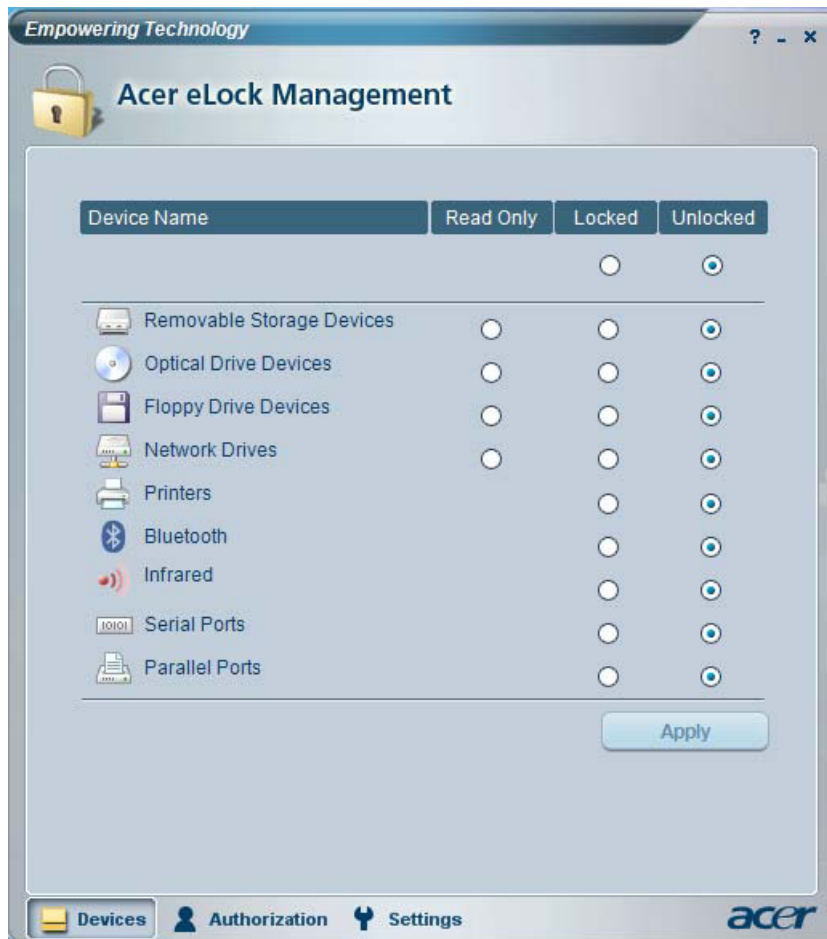 Empowering Technology
? - x
Acer eLock Management
Device Name Read Only Locked Unlocked
Removable Storage Devices
Optical Drive Devices
Floppy Drive Devices
Network Drives
Printers
Bluetooth
Infrared
10101 Serial Ports
Parallel Ports
Apply
Devices Authorization Settings acer